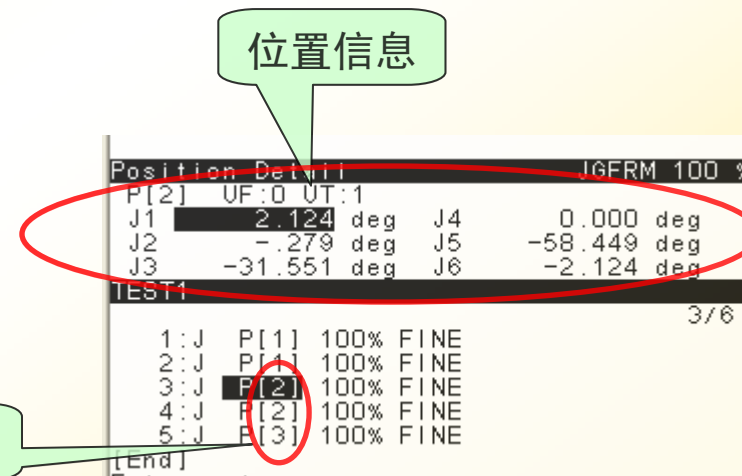 位置信息
Position Detail JGFRM 100 %
P[2] UF:0 UT:1
J1 2.124 deg J4 0.000 deg
J2 -.279 deg J5 -58.449 deg
J3 -31.551 deg J6 -2.124 deg
TEST1
3/6
1:J P[1] 100% FINE
2:J P[1] 100% FINE
3:J P[2] 100% FINE
4:J P[2] 100% FINE
5:J P[3] 100% FINE
[End]